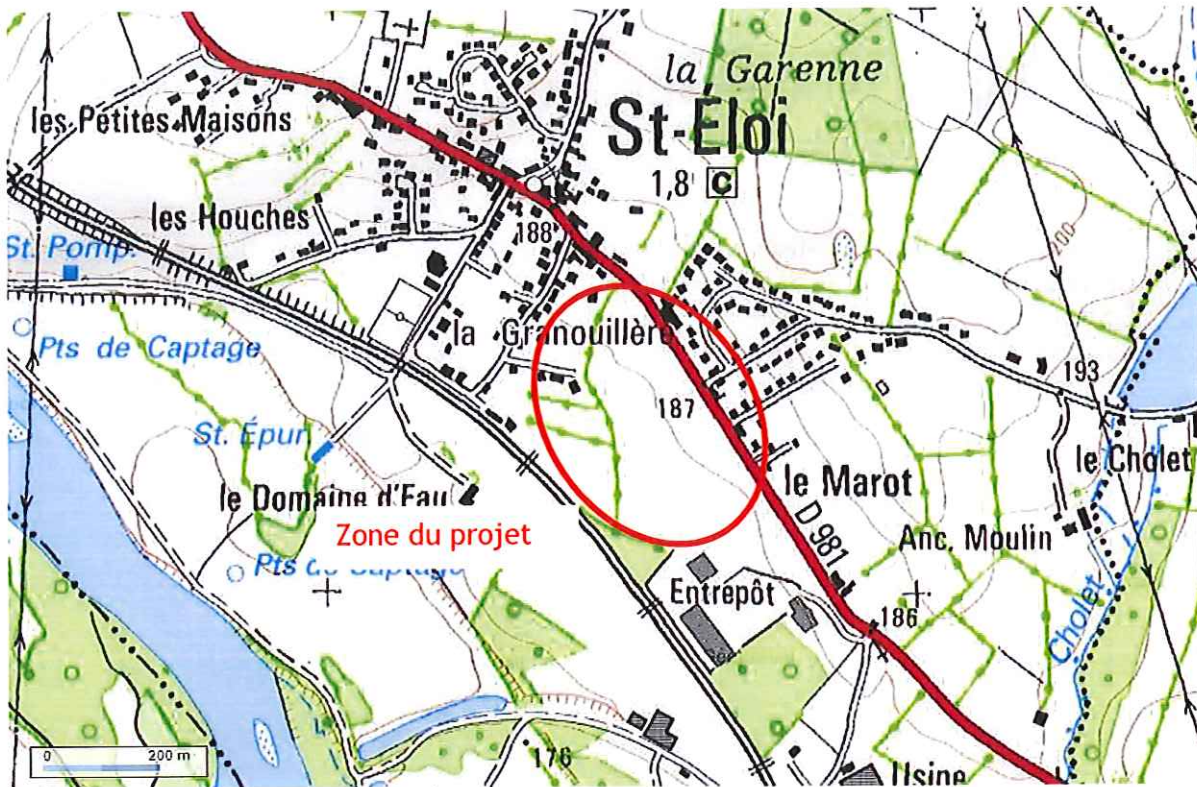 la Garenne
les Petites Maisons
St-Éloi
1,8 C
les Houches
188
St. Pomp.
200
Pts de Captage
la Granouillère
193
187
St. Épur.
le Domaine d'Eau
le Marot
le Cholet
Zone du projet
D 981
Anc. Moulin
Pts de Captage
Entrepôt
186
Cholet
0 200 m
176
Usine